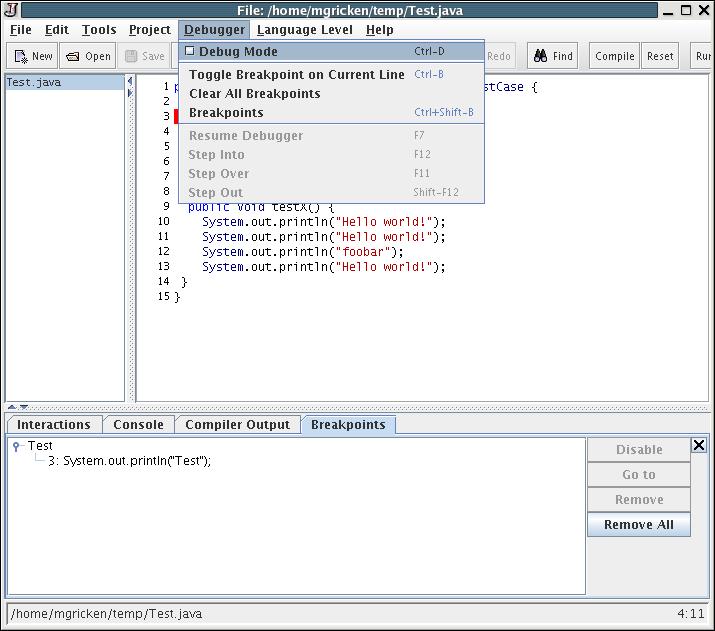 File: /home/mgricken/temp/Test.java
File Edit Tools Project Debugger Language Level Help
New Open Save Redo Find Compile Reset Run
Debug Mode Ctrl-D
Toggle Breakpoint on Current Line Ctrl-B
Clear All Breakpoints
Breakpoints Ctrl+Shift-B
Resume Debugger F7
Step Into F12
Step Over F11
Step Out Shift-F12
Test.java
1 p stCase {
2
3
4
5
6
7
8
9 public void testX() {
10 System.out.println("Hello world!");
11 System.out.println("Hello world!");
12 System.out.println("foobar");
13 System.out.println("Hello world!");
14 }
15 }
Interactions Console Compiler Output Breakpoints
Test
3: System.out.println("Test");
Disable
Go to
Remove
Remove All
/home/mgricken/temp/Test.java 4:11